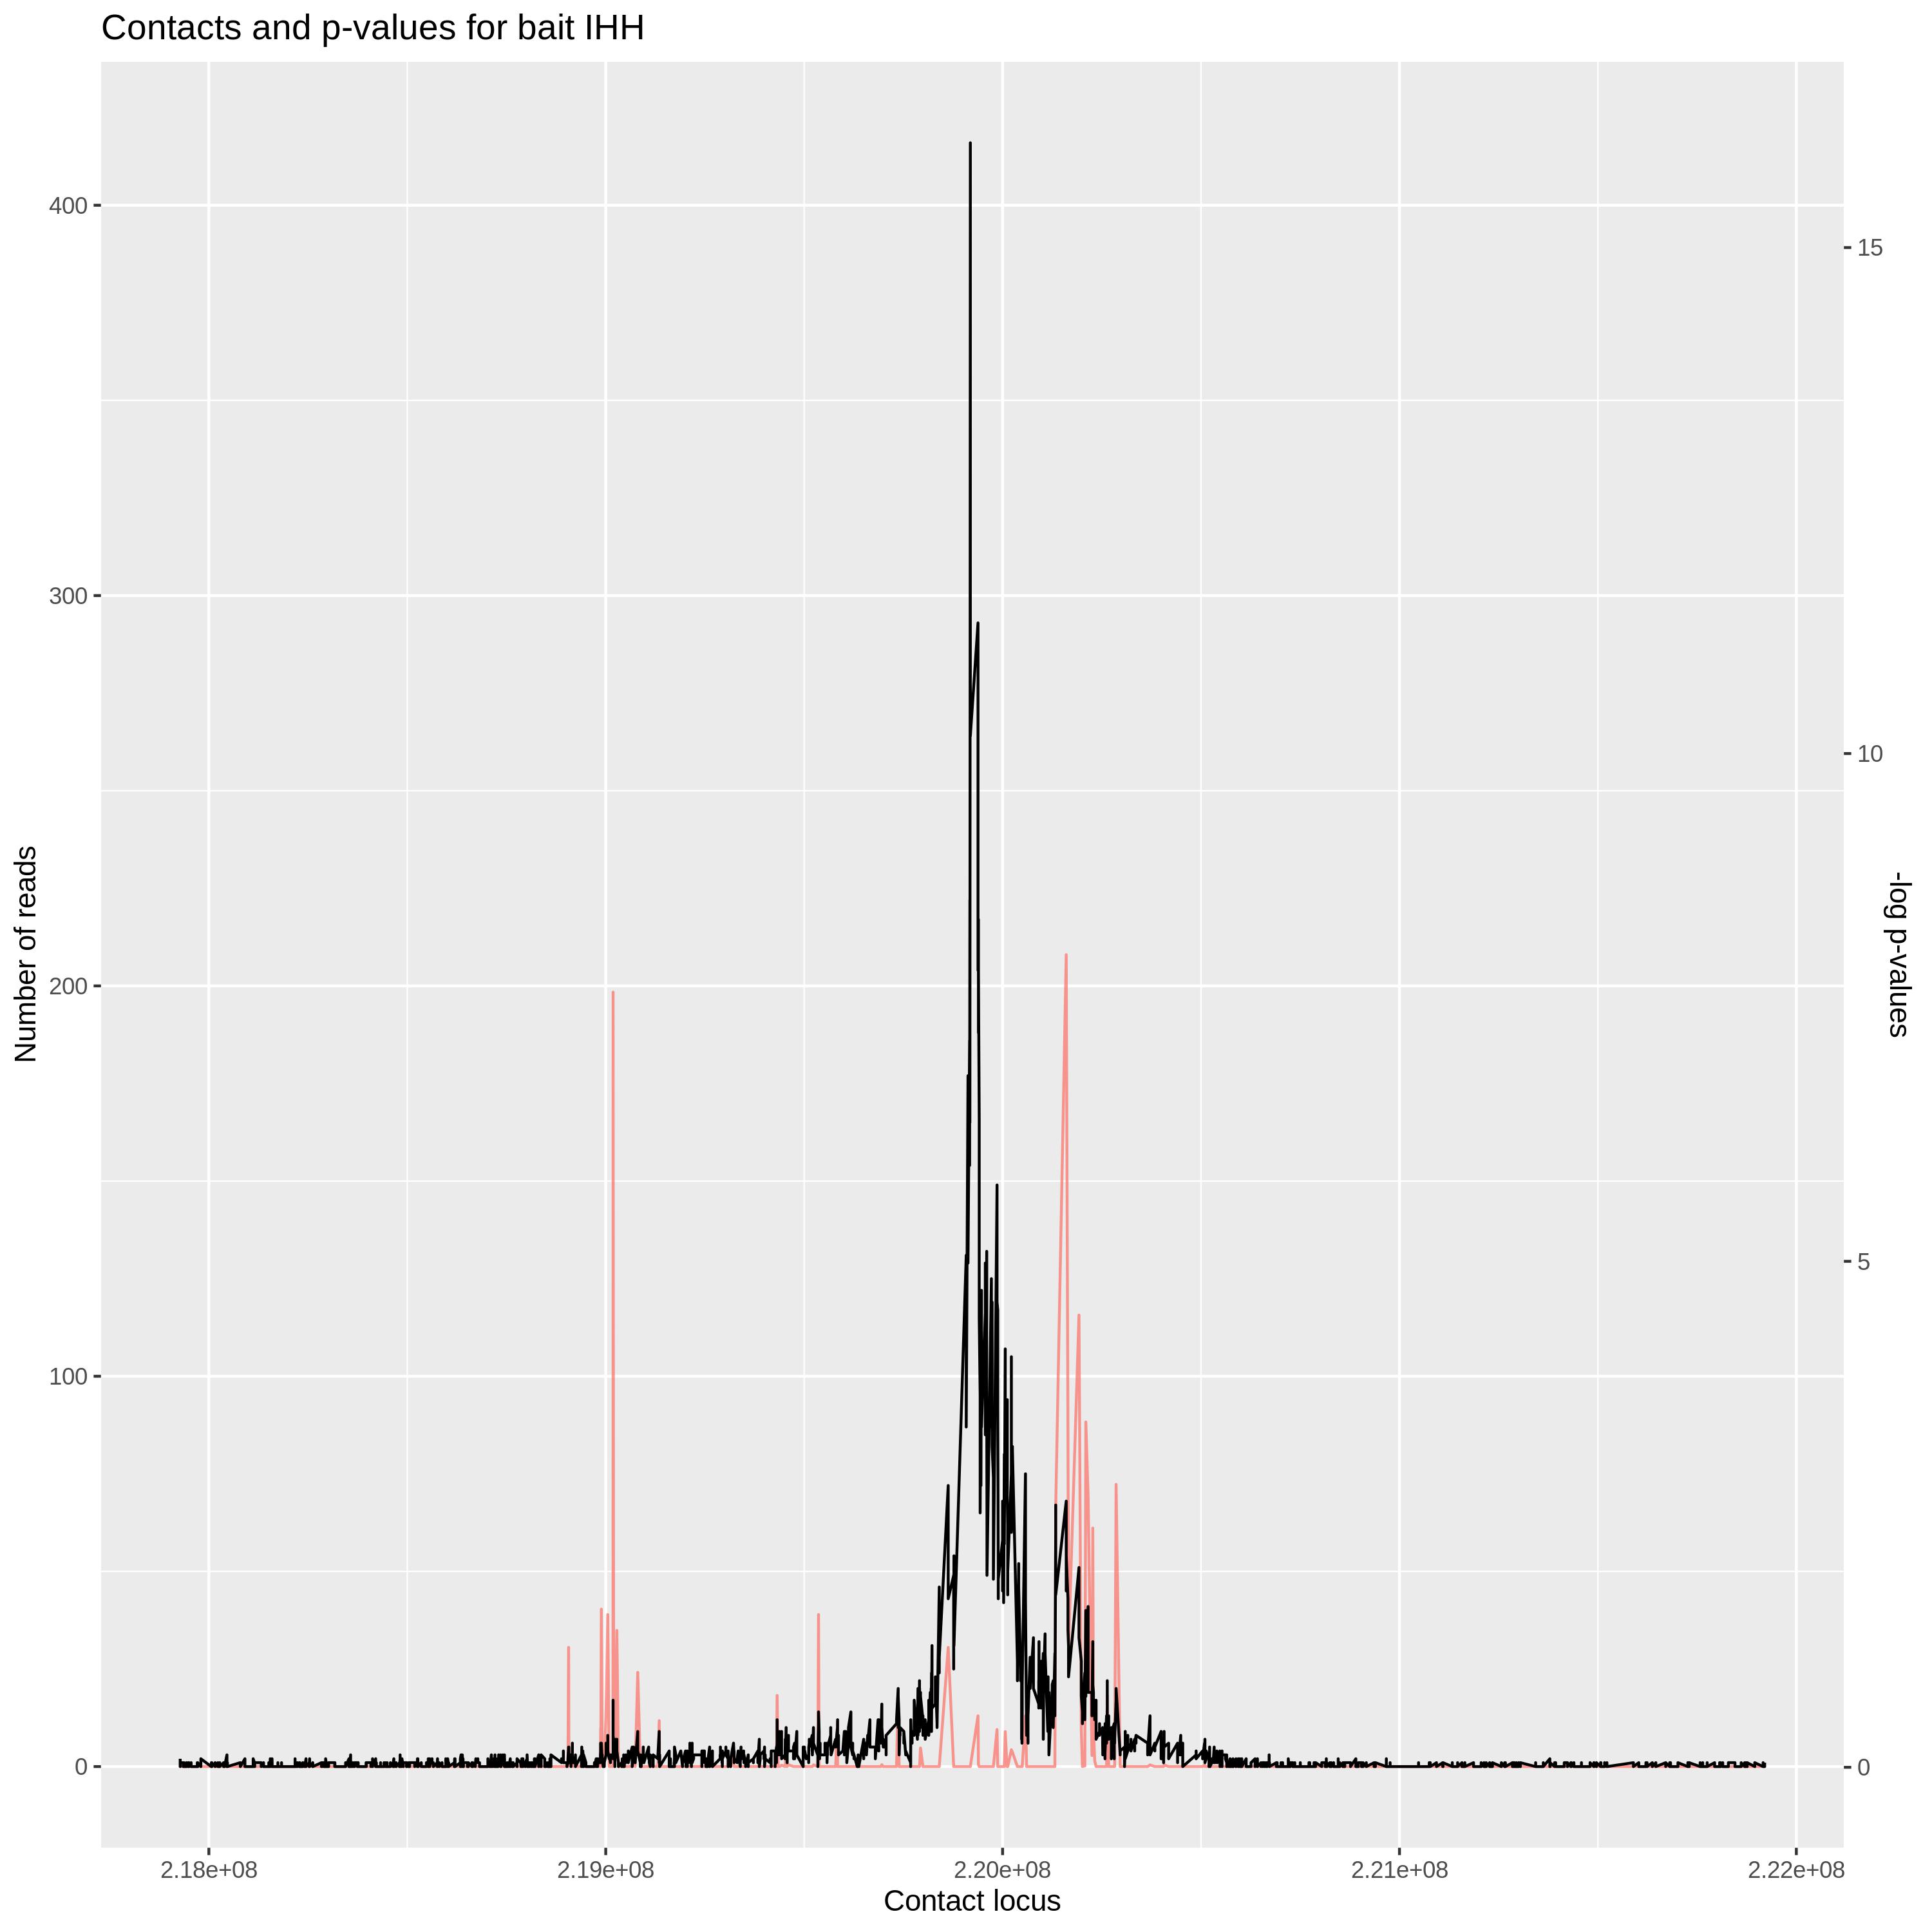 Contacts and p-values for bait IHH
400
300
200
100
0
Number of reads
15
10
5
0
-log p-values
2.18e+08
2.19e+08
2.20e+08
2.21e+08
2.22e+08
Contact locus